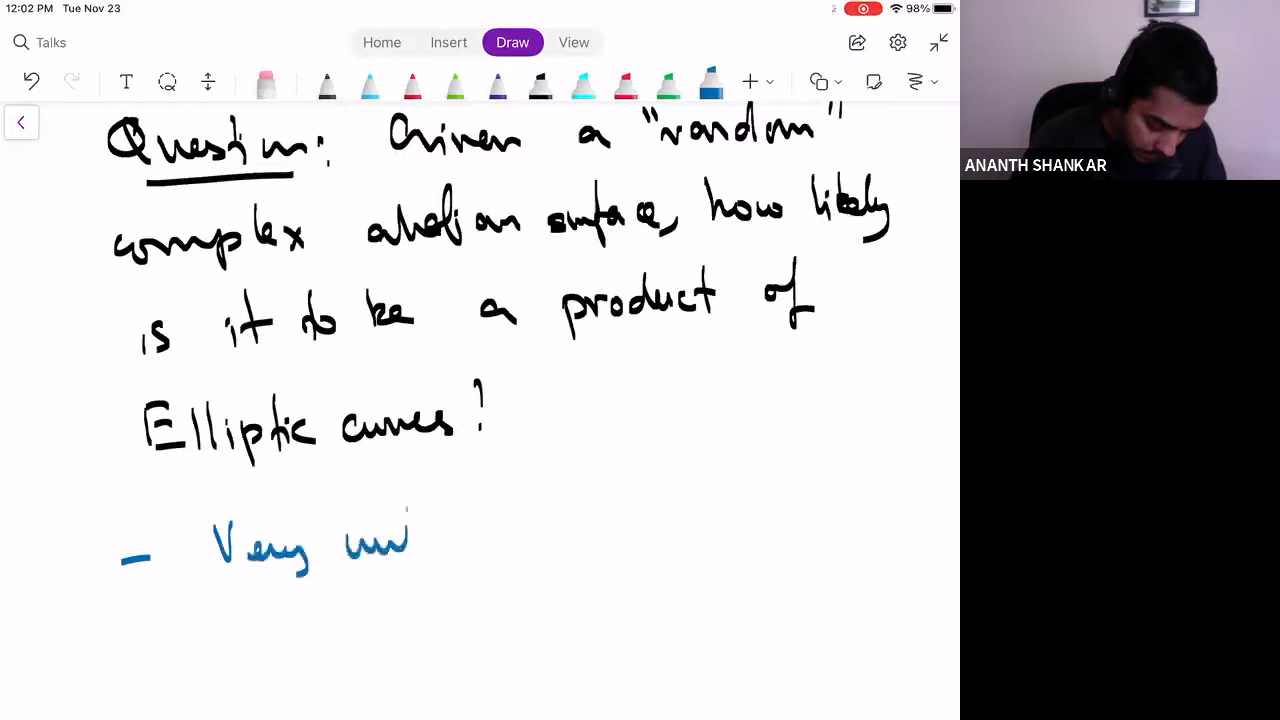 12:02 PM Tue Nov 23
98%
Talks
Home Insert Draw View
Question: Given a "random"
complex abelian surface, how likely
is it to be a product of
Elliptic curves?
- Very
ANANTH SHANKAR